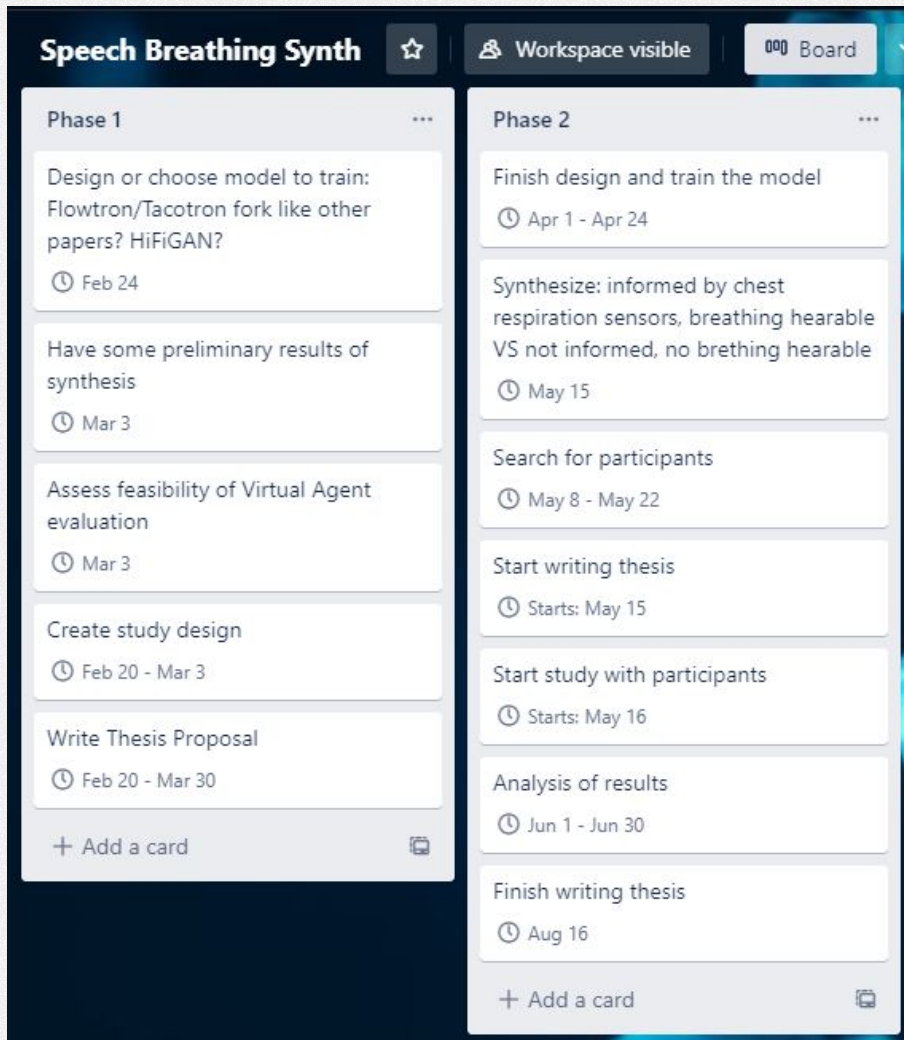 Speech Breathing Synth
Workspace visible
Board
Phase 1
Design or choose model to train:
Flowtron/Tacotron fork like other
papers? HiFiGAN?
Feb 24
Have some preliminary results of
synthesis
Mar 3
Assess feasibility of Virtual Agent
evaluation
Mar 3
Create study design
Feb 20 - Mar 3
Write Thesis Proposal
Feb 20 - Mar 30
+ Add a card
Phase 2
Finish design and train the model
Apr 1 - Apr 24
Synthesize: informed by chest
respiration sensors, breathing hearable
VS not informed, no brething hearable
May 15
Search for participants
May 8 - May 22
Start writing thesis
Starts: May 15
Start study with participants
Starts: May 16
Analysis of results
Jun 1 - Jun 30
Finish writing thesis
Aug 16
+ Add a card